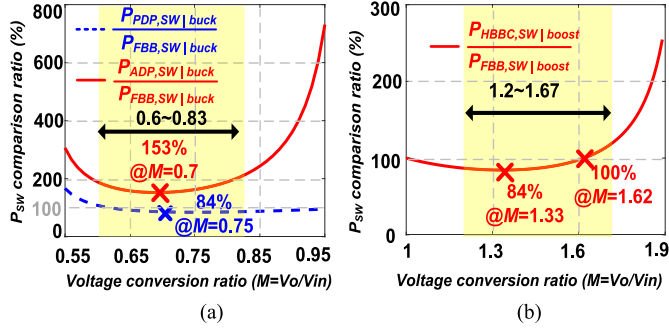 P_SW comparison ratio (%)
800
600
400
200
100
0
P_PDP,SW|buck
P_FBB,SW|buck
P_ADP,SW|buck
P_FBB,SW|buck
0.6~0.83
153%
@M=0.7
84%
@M=0.75
0.55
0.65
0.75
0.85
0.95
Voltage conversion ratio (M=Vo/Vin)
(a)
P_SW comparison ratio (%)
300
200
100
0
P_HBBC,SW|boost
P_FBB,SW|boost
1.2~1.67
84%
@M=1.33
100%
@M=1.62
1
1.3
1.6
1.9
Voltage conversion ratio (M=Vo/Vin)
(b)